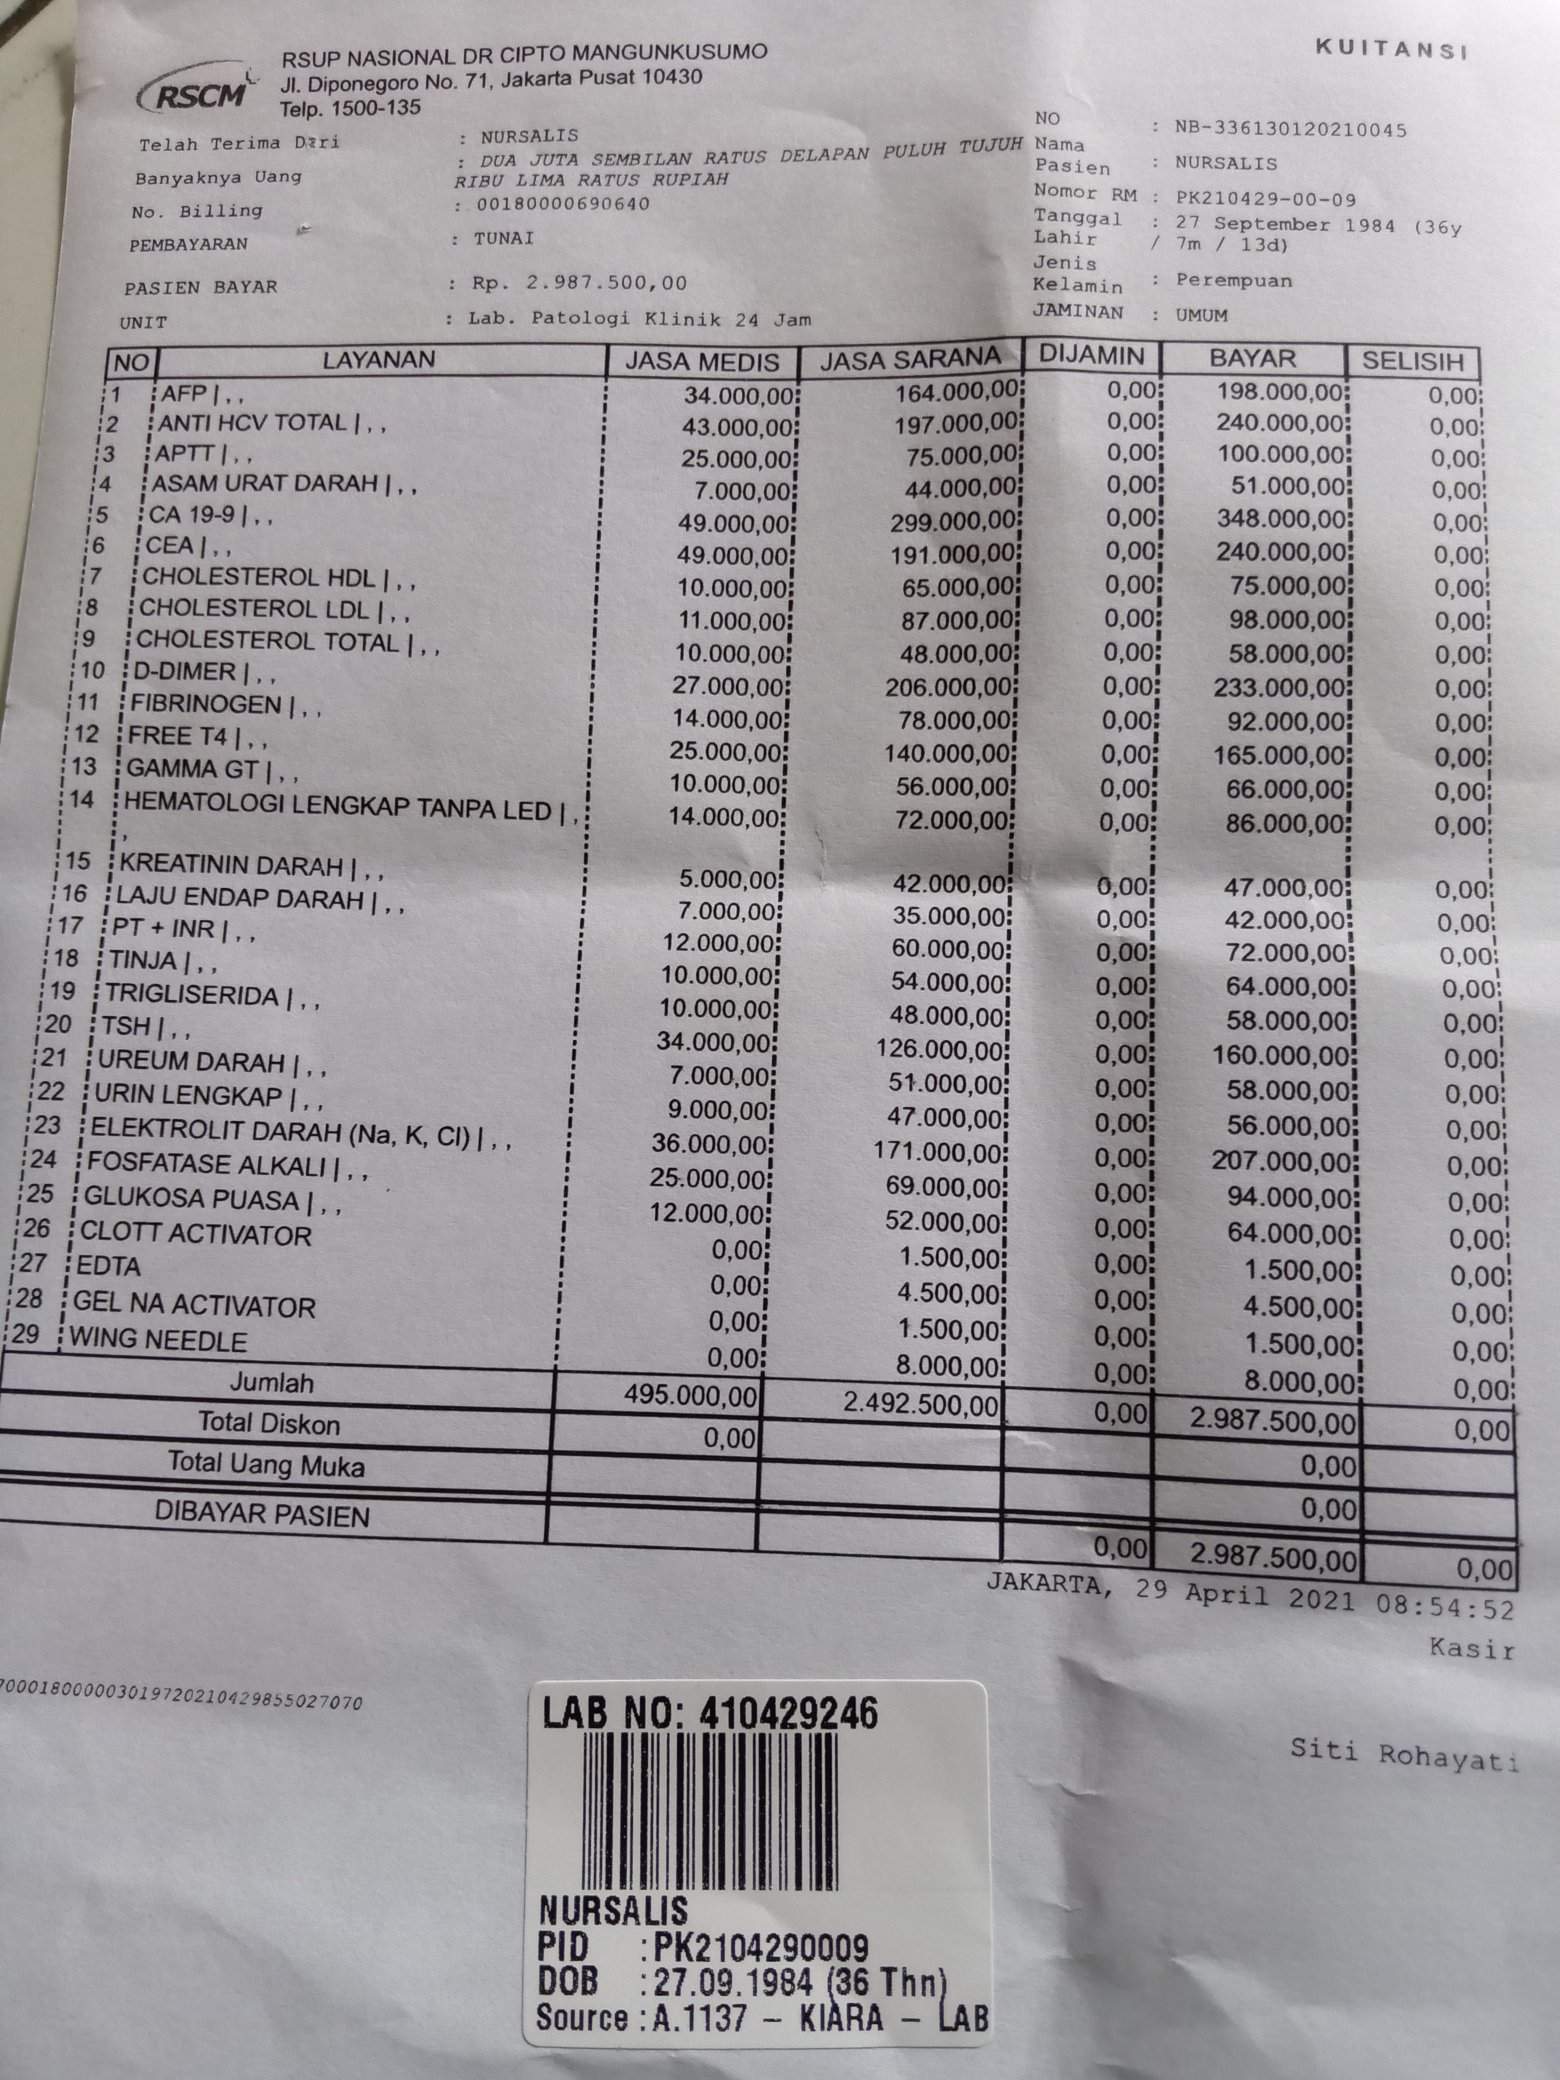 RSCM
RSUP NASIONAL DR CIPTO MANGUNKUSUMO
Jl. Diponegoro No. 71, Jakarta Pusat 10430
Telp. 1500-135
KUITANSI
Telah Terima Dari : NURSALIS
Banyaknya Uang : DUA JUTA SEMBILAN RATUS DELAPAN PULUH TUJUH
RIBU LIMA RATUS RUPIAH
No. Billing : 00180000690640
PEMBAYARAN : TUNAI
PASIEN BAYAR : Rp. 2.987.500,00
UNIT : Lab. Patologi Klinik 24 Jam
NO : NB-336130120210045
Nama Pasien : NURSALIS
Nomor RM : PK210429-00-09
Tanggal Lahir : 27 September 1984 (36y / 7m / 13d)
Jenis Kelamin : Perempuan
JAMINAN : UMUM
NO LAYANAN JASA MEDIS JASA SARANA DIJAMIN BAYAR SELISIH
1 AFP | , , 34.000,00 164.000,00 0,00 198.000,00 0,00
2 ANTI HCV TOTAL | , , 43.000,00 197.000,00 0,00 240.000,00 0,00
3 APTT | , , 25.000,00 75.000,00 0,00 100.000,00 0,00
4 ASAM URAT DARAH | , , 7.000,00 44.000,00 0,00 51.000,00 0,00
5 CA 19-9 | , , 49.000,00 299.000,00 0,00 348.000,00 0,00
6 CEA | , , 49.000,00 191.000,00 0,00 240.000,00 0,00
7 CHOLESTEROL HDL | , , 10.000,00 65.000,00 0,00 75.000,00 0,00
8 CHOLESTEROL LDL | , , 11.000,00 87.000,00 0,00 98.000,00 0,00
9 CHOLESTEROL TOTAL | , , 10.000,00 48.000,00 0,00 58.000,00 0,00
10 D-DIMER | , , 27.000,00 206.000,00 0,00 233.000,00 0,00
11 FIBRINOGEN | , , 14.000,00 78.000,00 0,00 92.000,00 0,00
12 FREE T4 | , , 25.000,00 140.000,00 0,00 165.000,00 0,00
13 GAMMA GT | , , 10.000,00 56.000,00 0,00 66.000,00 0,00
14 HEMATOLOGI LENGKAP TANPA LED | , , 14.000,00 72.000,00 0,00 86.000,00 0,00
15 KREATININ DARAH | , , 5.000,00 42.000,00 0,00 47.000,00 0,00
16 LAJU ENDAP DARAH | , , 7.000,00 35.000,00 0,00 42.000,00 0,00
17 PT + INR | , , 12.000,00 60.000,00 0,00 72.000,00 0,00
18 TINJA | , , 10.000,00 54.000,00 0,00 64.000,00 0,00
19 TRIGLISERIDA | , , 10.000,00 48.000,00 0,00 58.000,00 0,00
20 TSH | , , 34.000,00 126.000,00 0,00 160.000,00 0,00
21 UREUM DARAH | , , 7.000,00 51.000,00 0,00 58.000,00 0,00
22 URIN LENGKAP | , , 9.000,00 47.000,00 0,00 56.000,00 0,00
23 ELEKTROLIT DARAH (Na, K, Cl) | , , 36.000,00 171.000,00 0,00 207.000,00 0,00
24 FOSFATASE ALKALI | , , 25.000,00 69.000,00 0,00 94.000,00 0,00
25 GLUKOSA PUASA | , , 12.000,00 52.000,00 0,00 64.000,00 0,00
26 CLOTT ACTIVATOR 0,00 1.500,00 0,00 1.500,00 0,00
27 EDTA 0,00 4.500,00 0,00 4.500,00 0,00
28 GEL NA ACTIVATOR 0,00 1.500,00 0,00 1.500,00 0,00
29 WING NEEDLE 0,00 8.000,00 0,00 8.000,00 0,00
Jumlah 495.000,00 2.492.500,00 0,00 2.987.500,00 0,00
Total Diskon 0,00 0,00
Total Uang Muka 0,00
DIBAYAR PASIEN 0,00 2.987.500,00 0,00
JAKARTA, 29 April 2021 08:54:52
Kasir
70001800000301972021042985502​7070
Siti Rohayati
LAB NO: 410429246
NURSALIS
PID : PK2104290009
DOB : 27.09.1984 (36 Thn)
Source : A.1137 - KIARA - LAB